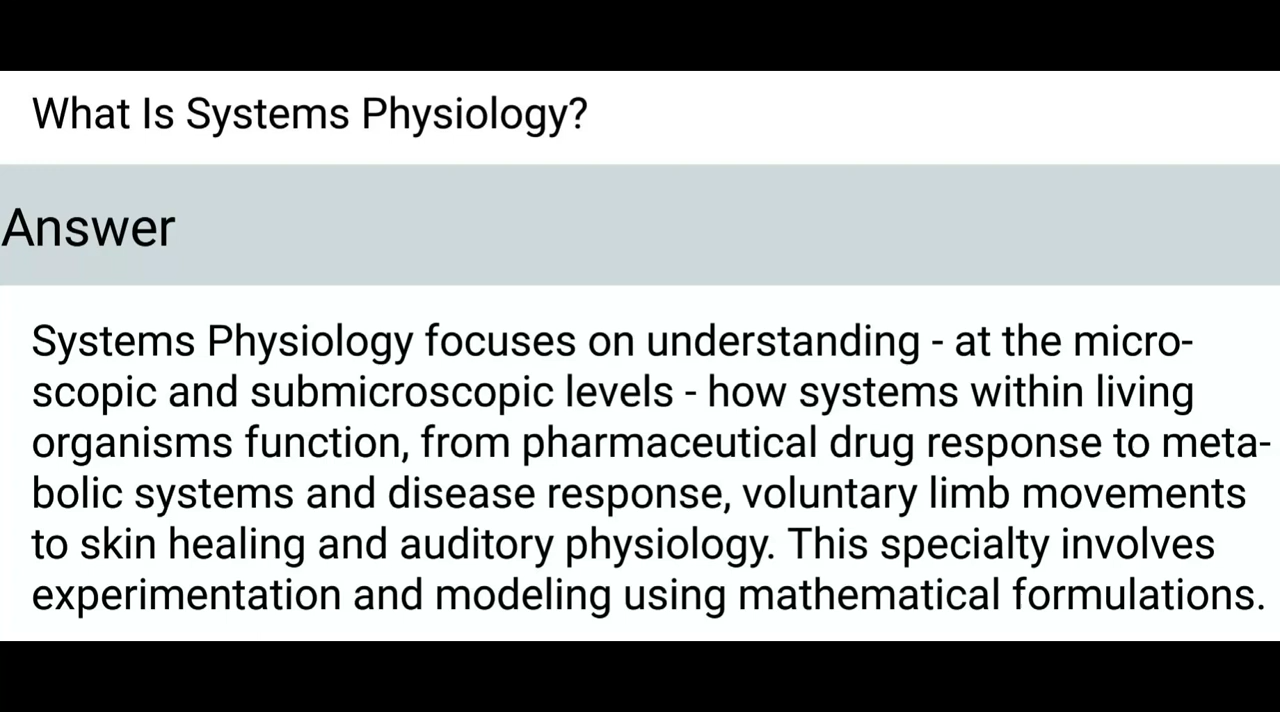 What Is Systems Physiology?
Answer
Systems Physiology focuses on understanding - at the micro-
scopic and submicroscopic levels - how systems within living
organisms function, from pharmaceutical drug response to meta-
bolic systems and disease response, voluntary limb movements
to skin healing and auditory physiology. This specialty involves
experimentation and modeling using mathematical formulations.